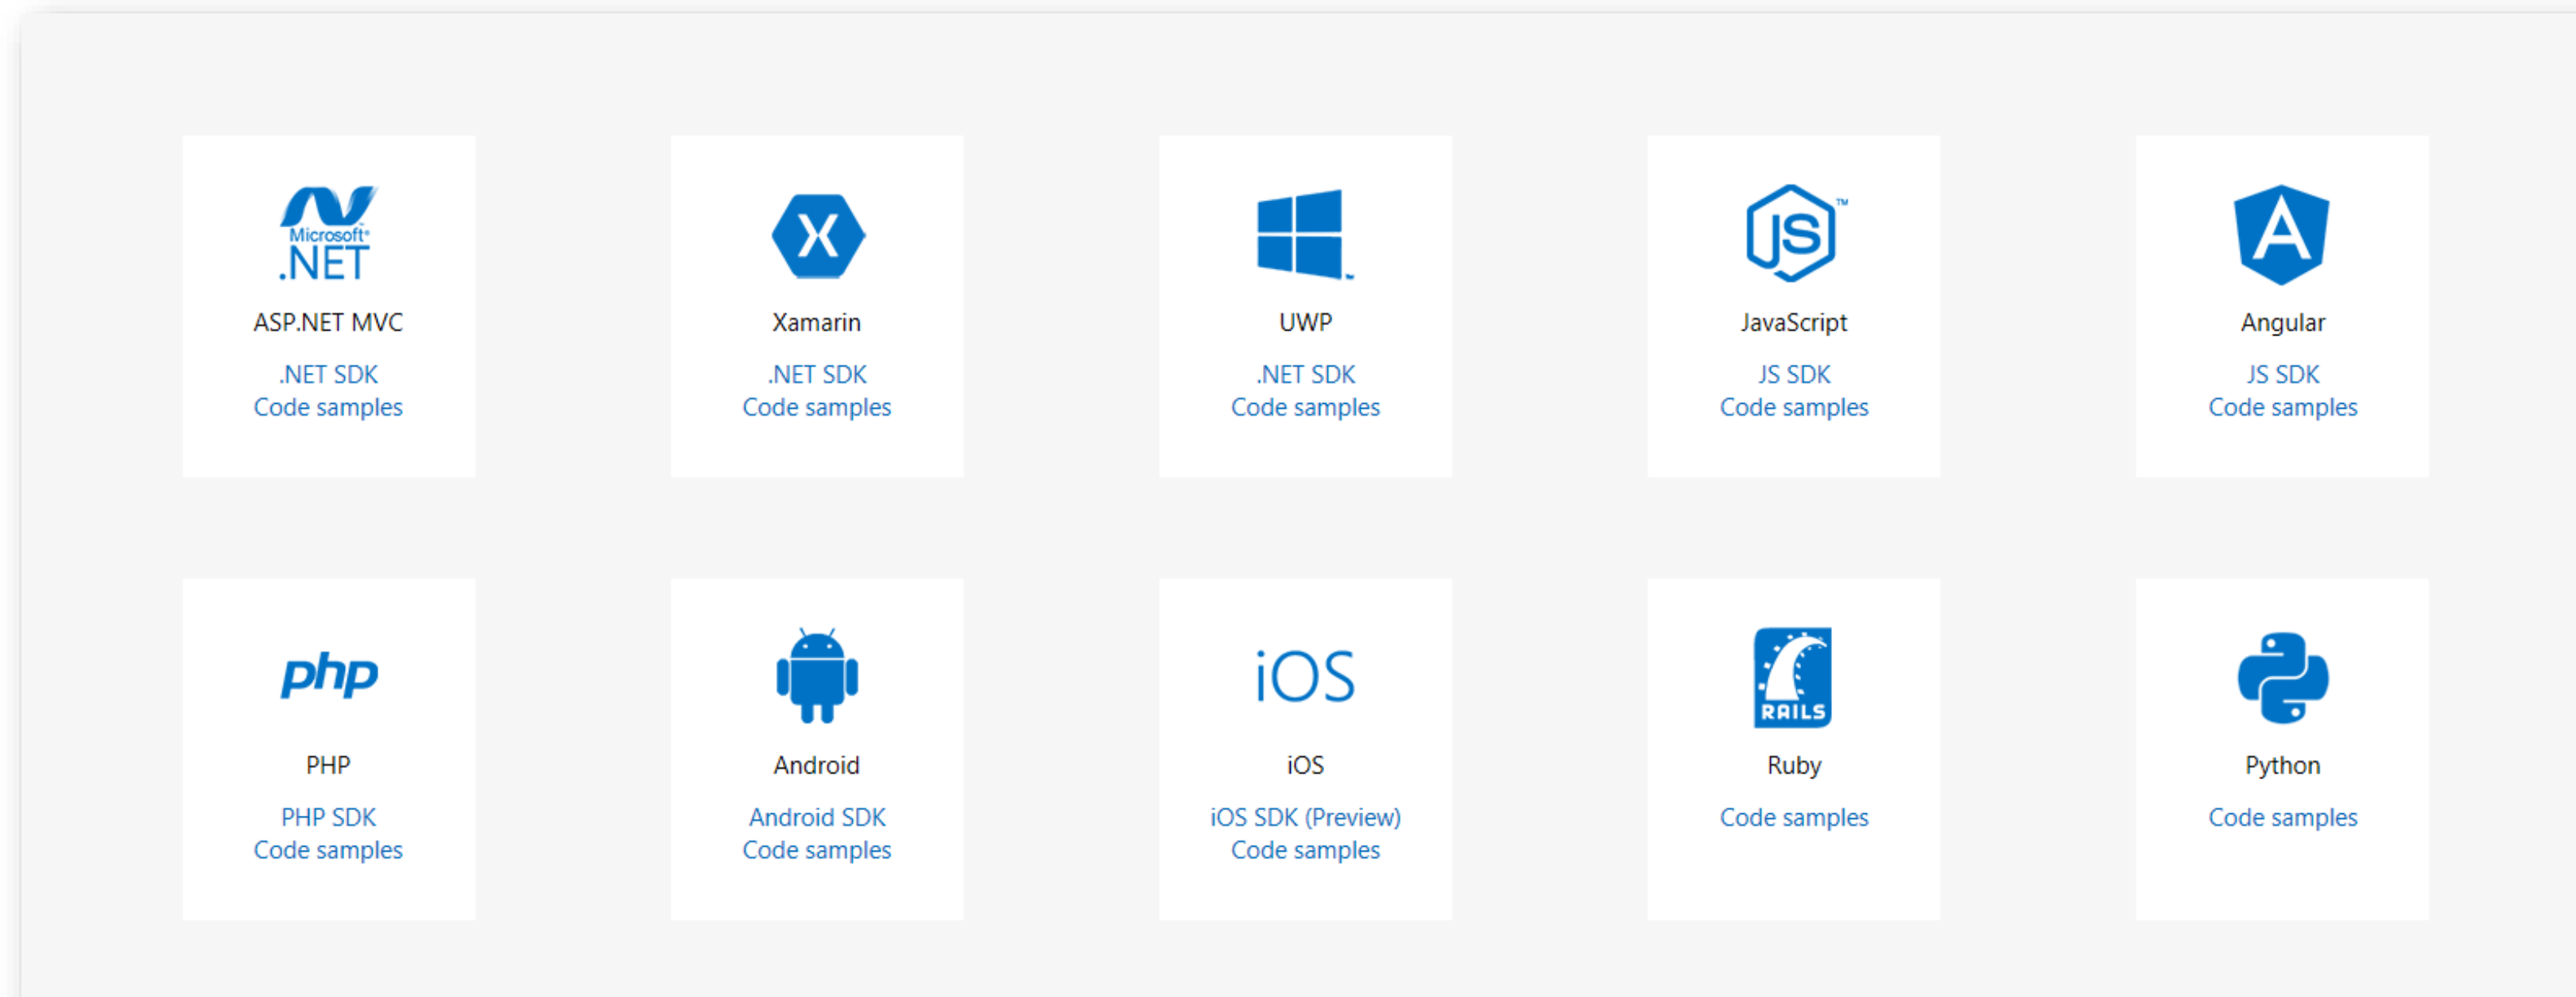 Microsoft®
.NET
ASP.NET MVC
.NET SDK
Code samples
X
Xamarin
.NET SDK
Code samples
UWP
.NET SDK
Code samples
JS™
JavaScript
JS SDK
Code samples
A
Angular
JS SDK
Code samples
php
PHP
PHP SDK
Code samples
Android
Android SDK
Code samples
iOS
iOS
iOS SDK (Preview)
Code samples
RAILS
Ruby
Code samples
Python
Code samples